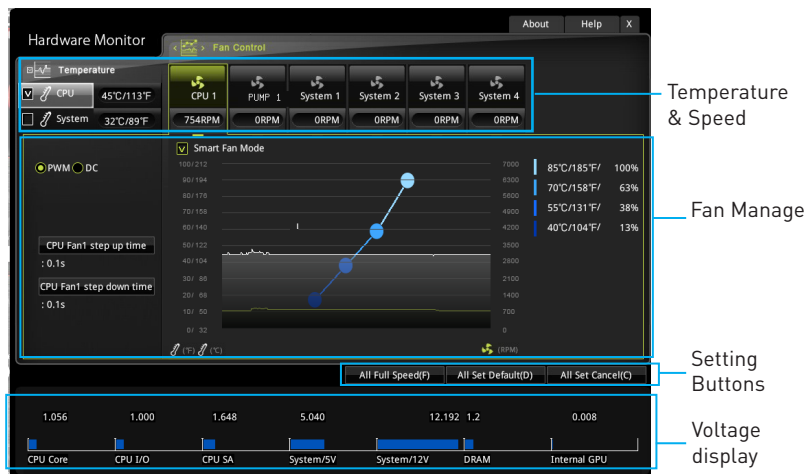 About Help X
Hardware Monitor
Fan Control
Temperature
CPU 45℃/113℉
System 32℃/89℉
CPU 1 PUMP 1 System 1 System 2 System 3 System 4
754RPM 0RPM 0RPM 0RPM 0RPM 0RPM
Temperature
& Speed
Smart Fan Mode
PWM DC
CPU Fan1 step up time
: 0.1s
CPU Fan1 step down time
: 0.1s
100/212 7000
90/194 6300
80/176 5600
70/158 4900
60/140 4200
50/122 3500
40/104 2800
30/ 86 2100
20/ 68 1400
10/ 50 700
0/ 32 0
(℉) (℃) (RPM)
85℃/185℉/ 100%
70℃/158℉/ 63%
55℃/131℉/ 38%
40℃/104℉/ 13%
Fan Manage
All Full Speed(F) All Set Default(D) All Set Cancel(C)
Setting
Buttons
1.056 1.000 1.648 5.040 12.192 1.2 0.008
CPU Core CPU I/O CPU SA System/5V System/12V DRAM Internal GPU
Voltage
display